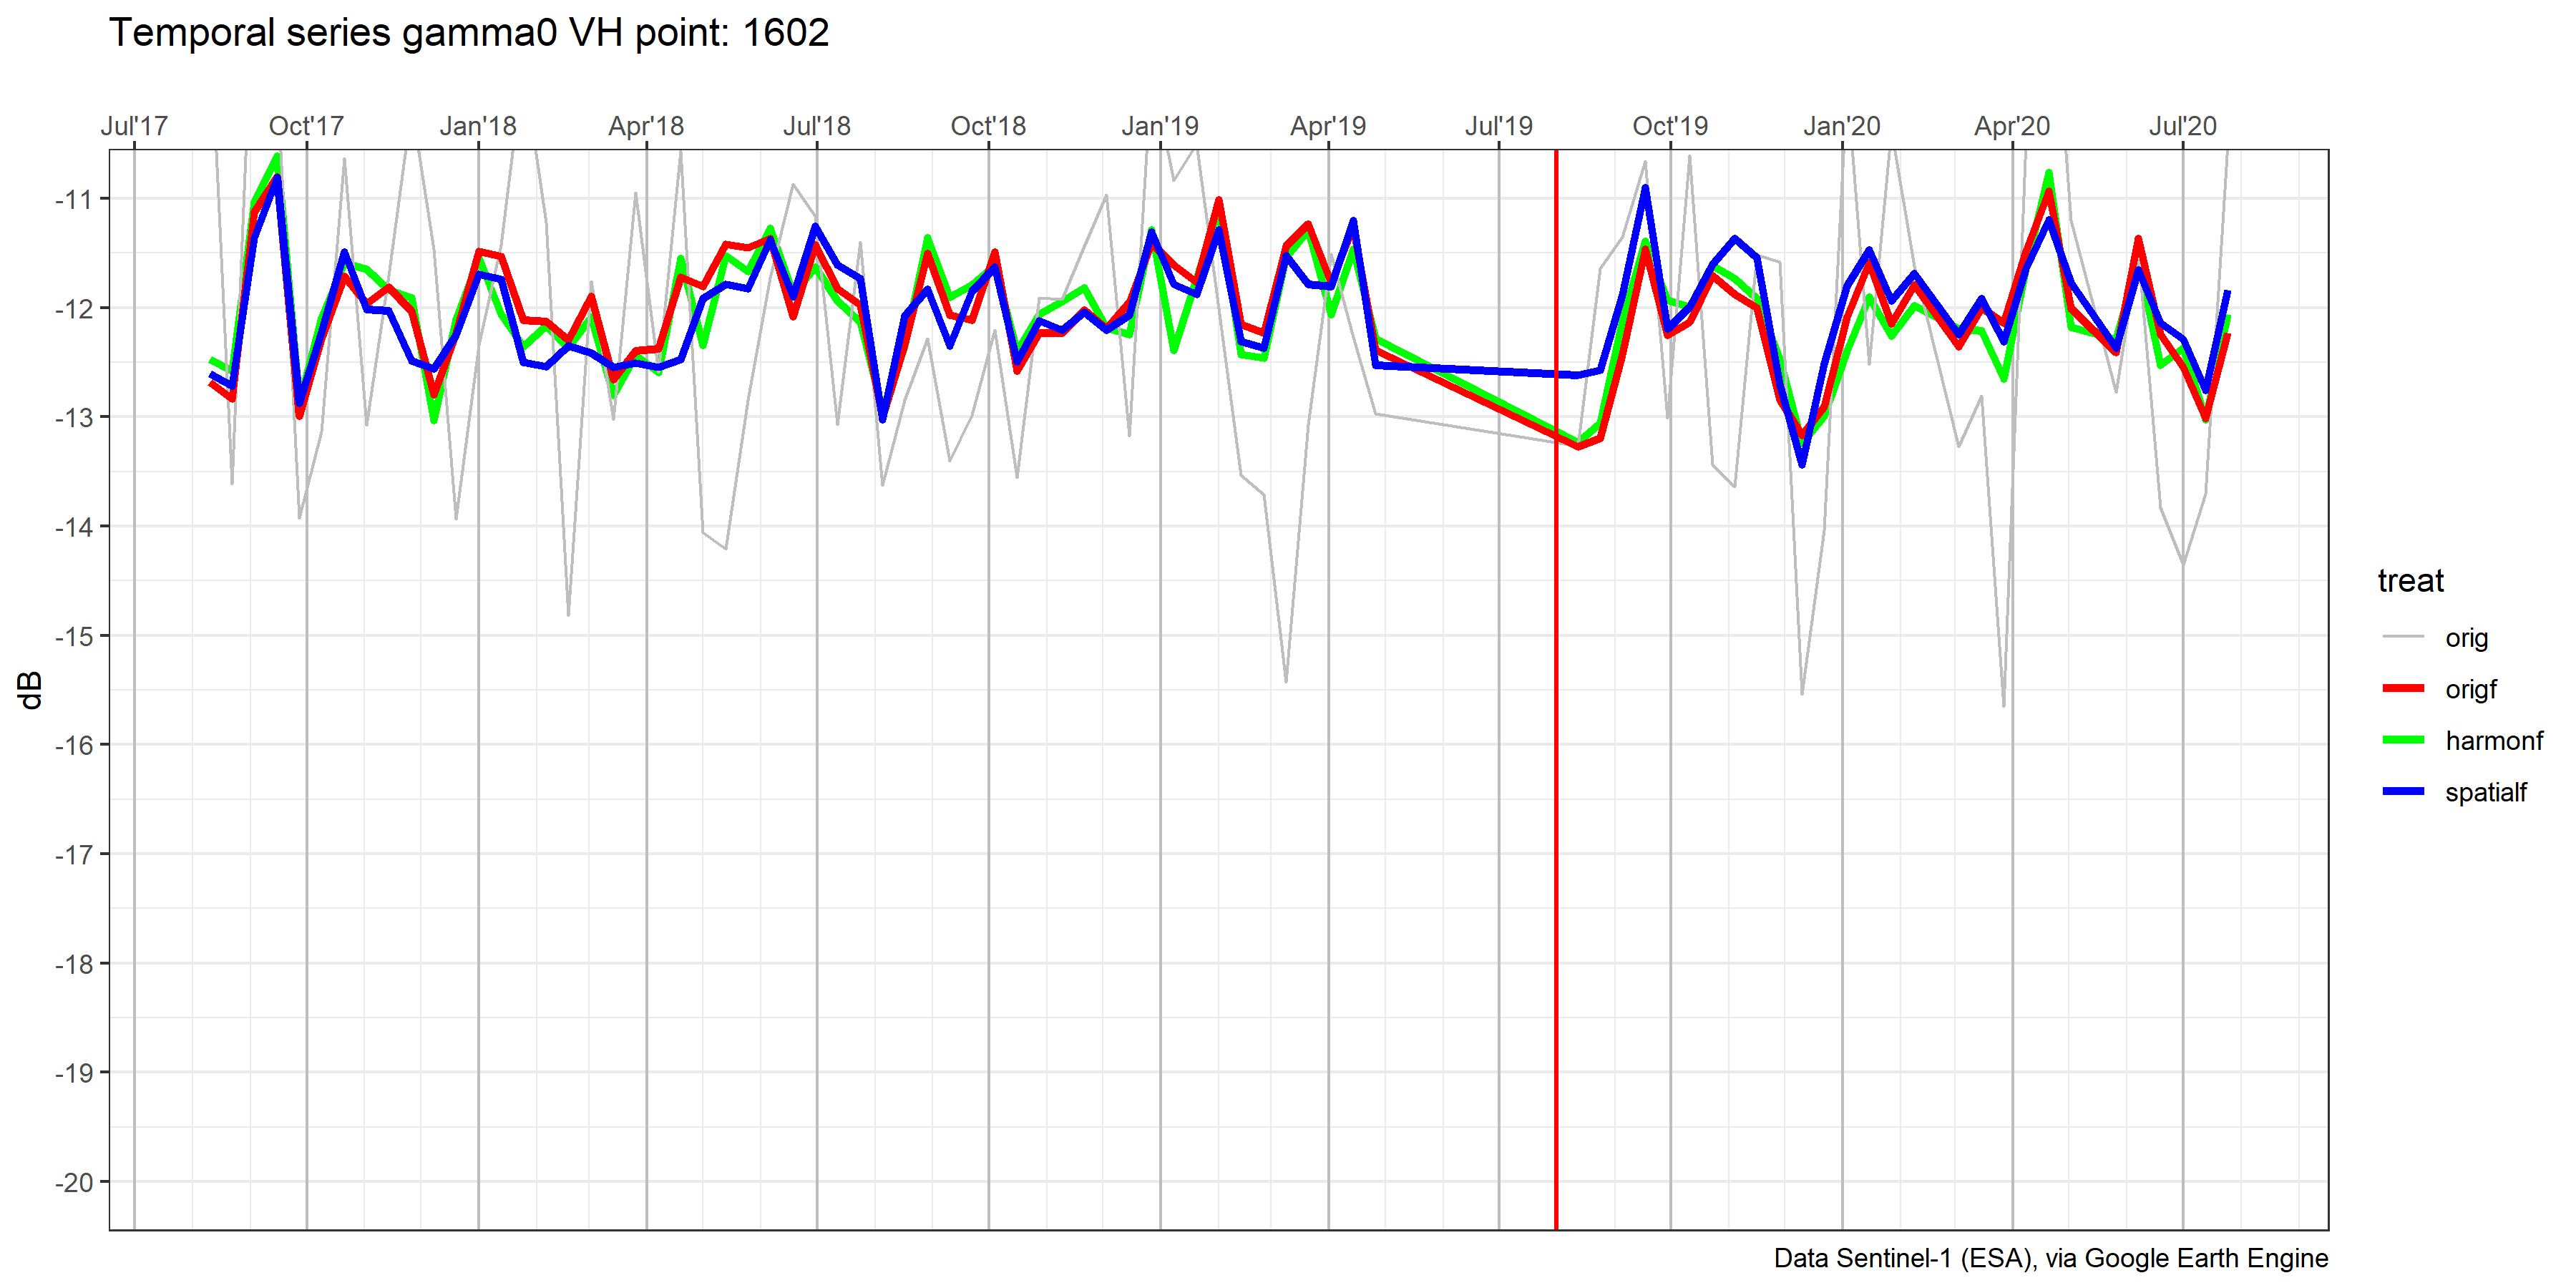 Temporal series gamma0 VH point: 1602
Jul'17 Oct'17 Jan'18 Apr'18 Jul'18 Oct'18 Jan'19 Apr'19 Jul'19 Oct'19 Jan'20 Apr'20 Jul'20
-11
-12
-13
-14
-15
-16
-17
-18
-19
-20
dB
treat
orig
origf
harmonf
spatialf
Data Sentinel-1 (ESA), via Google Earth Engine